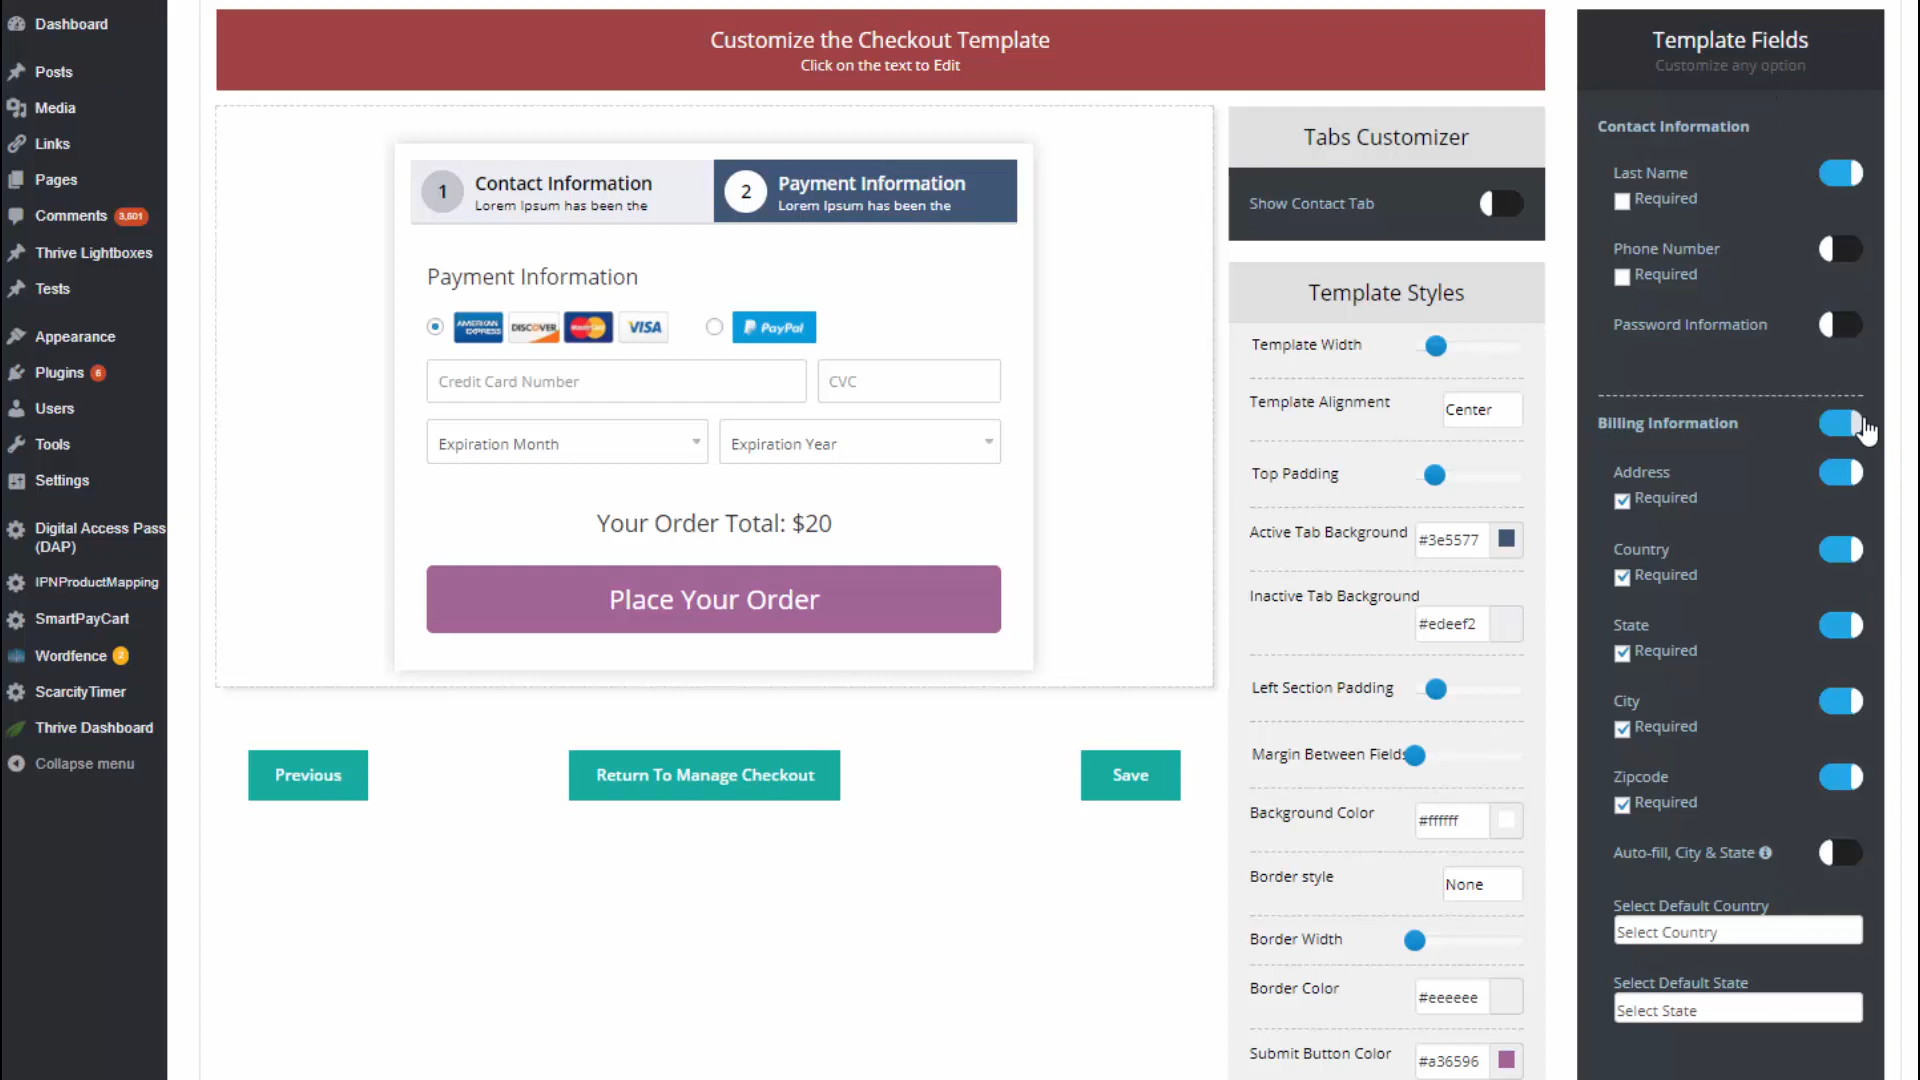 Dashboard
Posts
Media
Links
Pages
Comments 3,601
Thrive Lightboxes
Tests
Appearance
Plugins 6
Users
Tools
Settings
Digital Access Pass
(DAP)
IPNProductMapping
SmartPayCart
Wordfence 2
ScarcityTimer
Thrive Dashboard
Collapse menu
Customize the Checkout Template
Click on the text to Edit
1 Contact Information
Lorem Ipsum has been the
2 Payment Information
Lorem Ipsum has been the
Payment Information
AMERICAN EXPRESS DISCOVER MasterCard VISA PayPal
Credit Card Number CVC
Expiration Month Expiration Year
Your Order Total: $20
Place Your Order
Previous Return To Manage Checkout Save
Tabs Customizer
Show Contact Tab
Template Styles
Template Width
Template Alignment Center
Top Padding
Active Tab Background #3e5577
Inactive Tab Background
#edeef2
Left Section Padding
Margin Between Fields
Background Color #ffffff
Border style None
Border Width
Border Color #eeeeee
Submit Button Color #a36596
Template Fields
Customize any option
Contact Information
Last Name
Required
Phone Number
Required
Password Information
Billing Information
Address
Required
Country
Required
State
Required
City
Required
Zipcode
Required
Auto-fill, City & State
Select Default Country
Select Country
Select Default State
Select State